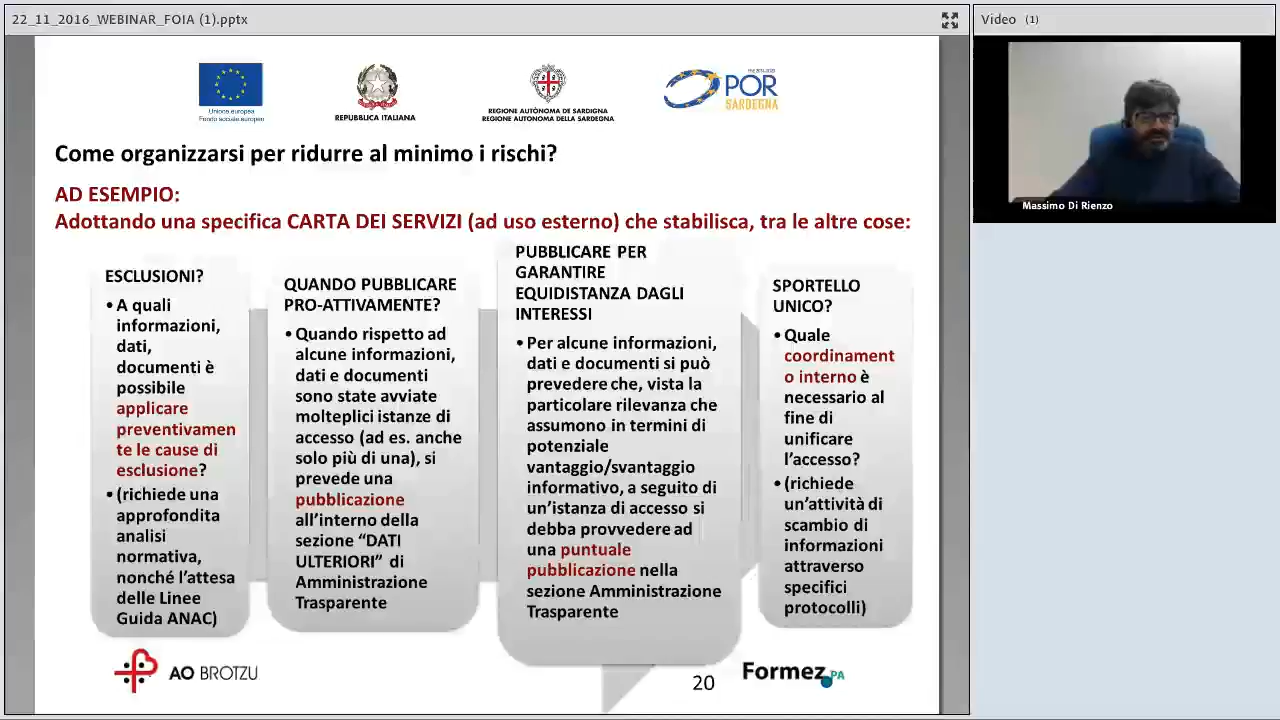 22_11_2016_WEBINAR_FOIA (1).pptx
Video (1)
Massimo Di Rienzo
Unione europea
Fondo sociale europeo
REPUBBLICA ITALIANA
REGIONE AUTÒNOMA DE SARDIGNA
REGIONE AUTONOMA DELLA SARDEGNA
POR
SARDEGNA
Come organizzarsi per ridurre al minimo i rischi?
AD ESEMPIO:
Adottando una specifica CARTA DEI SERVIZI (ad uso esterno) che stabilisca, tra le altre cose:
ESCLUSIONI?
•A quali
informazioni,
dati,
documenti è
possibile
applicare
preventivamen
te le cause di
esclusione?
•(richiede una
approfondita
analisi
normativa,
nonché l'attesa
delle Linee
Guida ANAC)
QUANDO PUBBLICARE
PRO-ATTIVAMENTE?
•Quando rispetto ad
alcune informazioni,
dati e documenti
sono state avviate
molteplici istanze di
accesso (ad es. anche
solo più di una), si
prevede una
pubblicazione
all'interno della
sezione “DATI
ULTERIORI” di
Amministrazione
Trasparente
PUBBLICARE PER
GARANTIRE
EQUIDISTANZA DAGLI
INTERESSI
•Per alcune informazioni,
dati e documenti si può
prevedere che, vista la
particolare rilevanza che
assumono in termini di
potenziale
vantaggio/svantaggio
informativo, a seguito di
un'istanza di accesso si
debba provvedere ad
una puntuale
pubblicazione nella
sezione Amministrazione
Trasparente
SPORTELLO
UNICO?
•Quale
coordinament
o interno è
necessario al
fine di
unificare
l'accesso?
•(richiede
un'attività di
scambio di
informazioni
attraverso
specifici
protocolli)
AO BROTZU
20
Formez PA